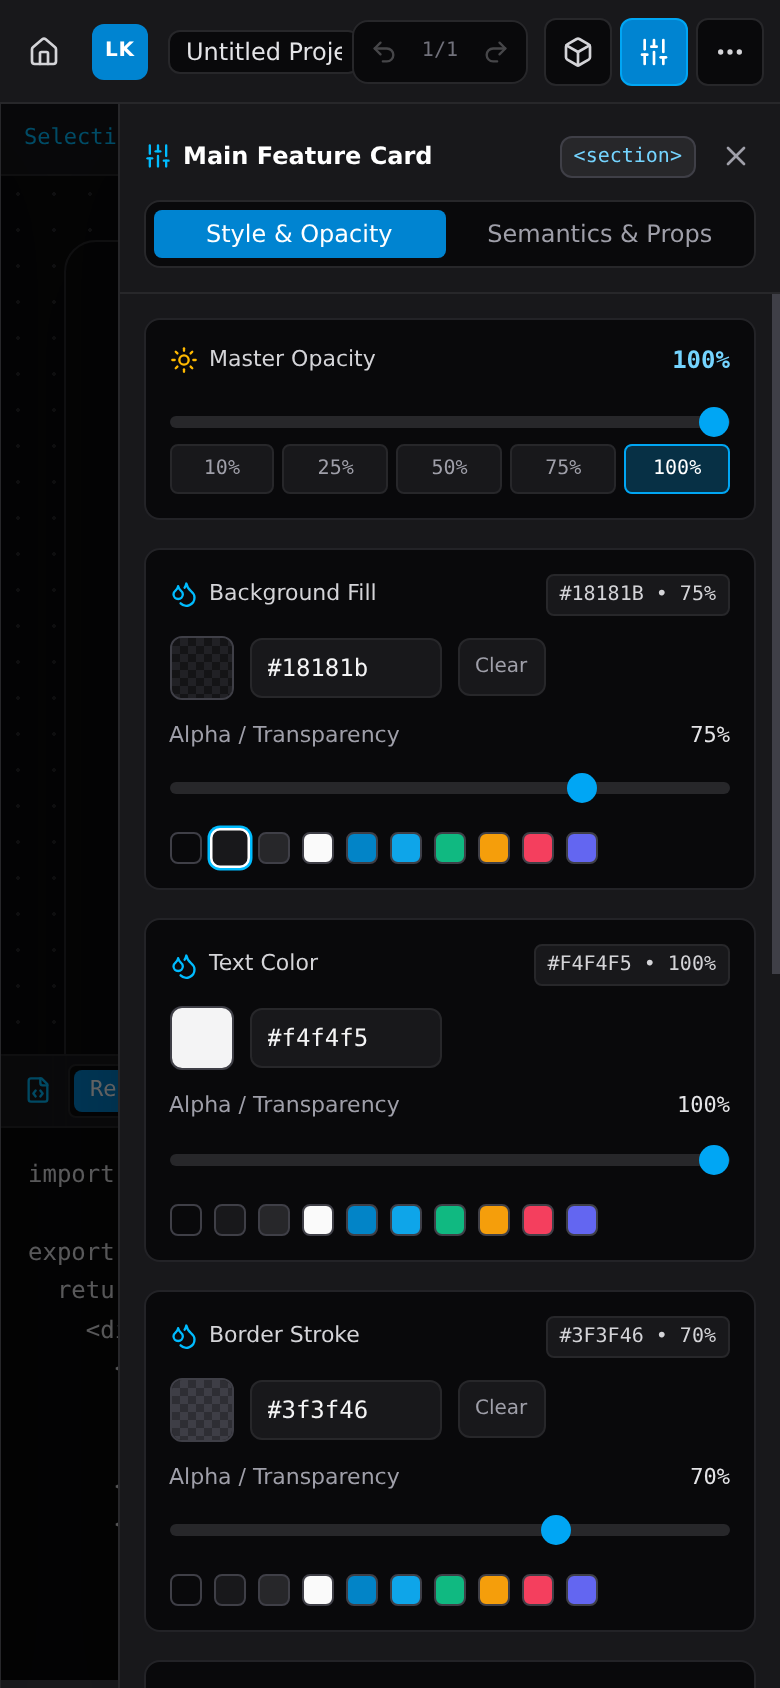 LK
Untitled Proje
1/1
Selecti
Main Feature Card
<section>
Style & Opacity
Semantics & Props
Master Opacity
100%
10%
25%
50%
75%
100%
Background Fill
#18181B • 75%
#18181b
Clear
Alpha / Transparency
75%
Text Color
#F4F4F5 • 100%
#f4f4f5
Alpha / Transparency
100%
Re
import
export
retu
<di
Border Stroke
#3F3F46 • 70%
#3f3f46
Clear
Alpha / Transparency
70%